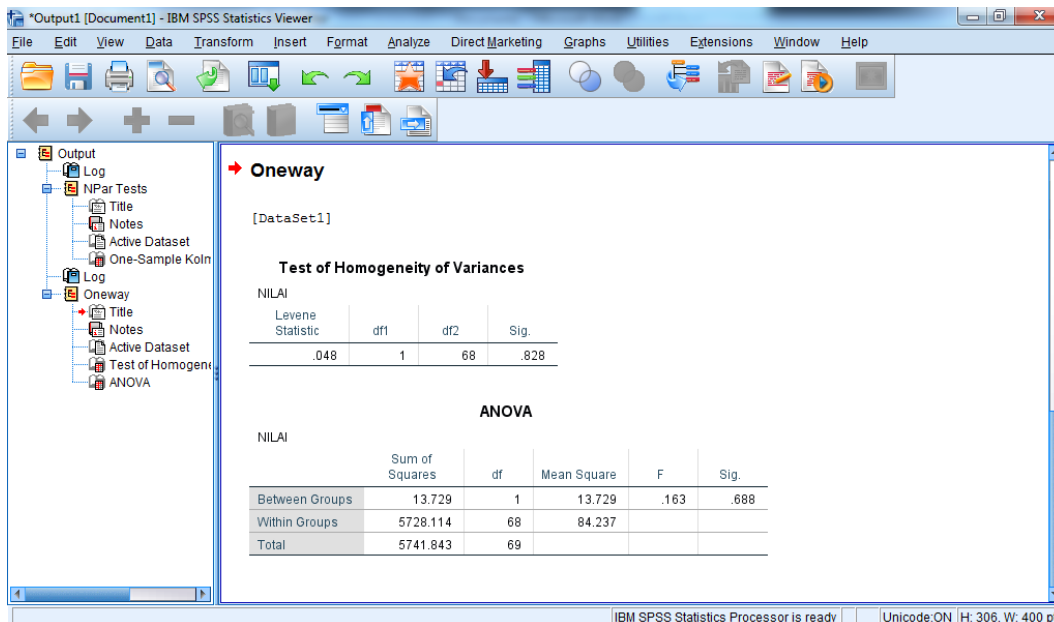 *Output1 [Document1] - IBM SPSS Statistics Viewer
File Edit View Data Transform Insert Format Analyze Direct Marketing Graphs Utilities Extensions Window Help
Output
Log
NPar Tests
Title
Notes
Active Dataset
One-Sample Kolm
Log
Oneway
Title
Notes
Active Dataset
Test of Homogene
ANOVA
Oneway
[DataSet1]
Test of Homogeneity of Variances
NILAI
Levene
Statistic df1 df2 Sig.
.048 1 68 .828
ANOVA
NILAI
Sum of
Squares df Mean Square F Sig.
Between Groups 13.729 1 13.729 .163 .688
Within Groups 5728.114 68 84.237
Total 5741.843 69
IBM SPSS Statistics Processor is ready Unicode:ON H: 306, W: 400